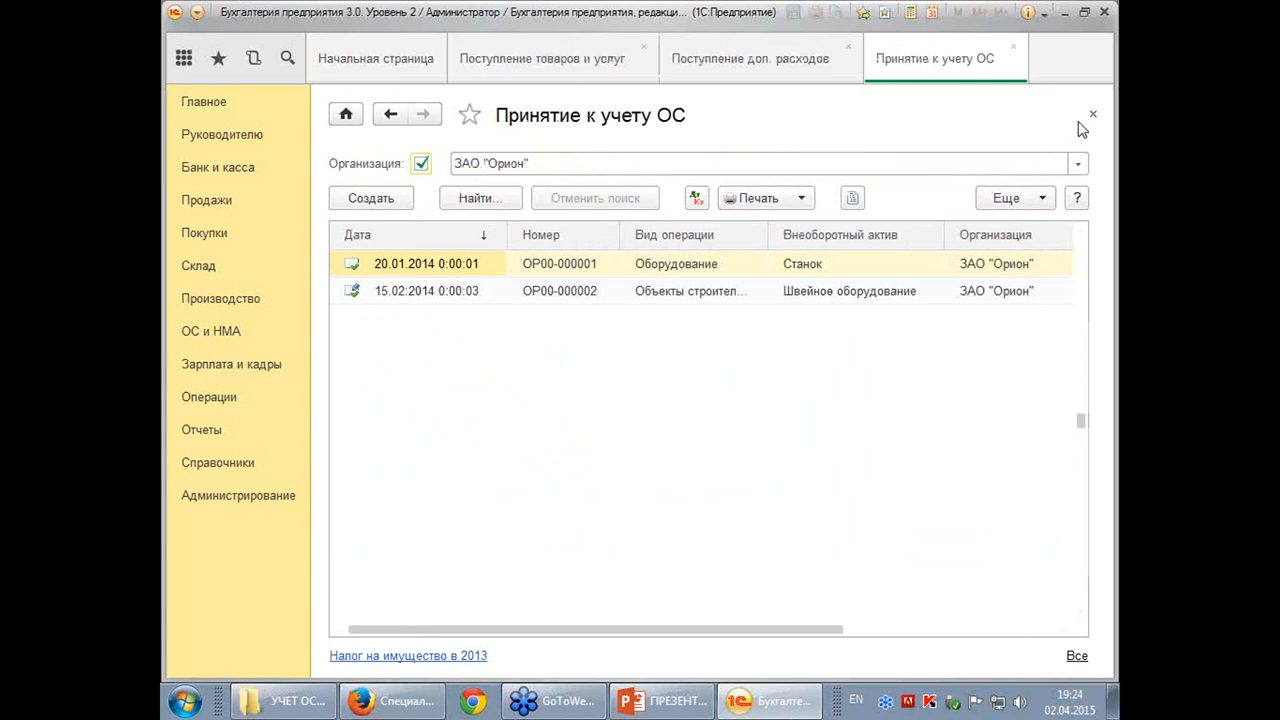 Бухгалтерия предприятия 3.0. Уровень 2 / Администратор / Бухгалтерия предприятия, редакци... (1С:Предприятие)
Начальная страница
Поступление товаров и услуг
Поступление доп. расходов
Принятие к учету ОС
Главное
Руководителю
Банк и касса
Продажи
Покупки
Склад
Производство
ОС и НМА
Зарплата и кадры
Операции
Отчеты
Справочники
Администрирование
Принятие к учету ОС
Организация: ЗАО "Орион"
Создать Найти... Отменить поиск Печать Еще ?
Дата Номер Вид операции Внеоборотный актив Организация
20.01.2014 0:00:01 ОР00-000001 Оборудование Станок ЗАО "Орион"
15.02.2014 0:00:03 ОР00-000002 Объекты строител... Швейное оборудование ЗАО "Орион"
Налог на имущество в 2013 Все
УЧЕТ ОС... Специал... GoToWe... ПРЕЗЕНТ... Бухгалте... EN 19:24
02.04.2015